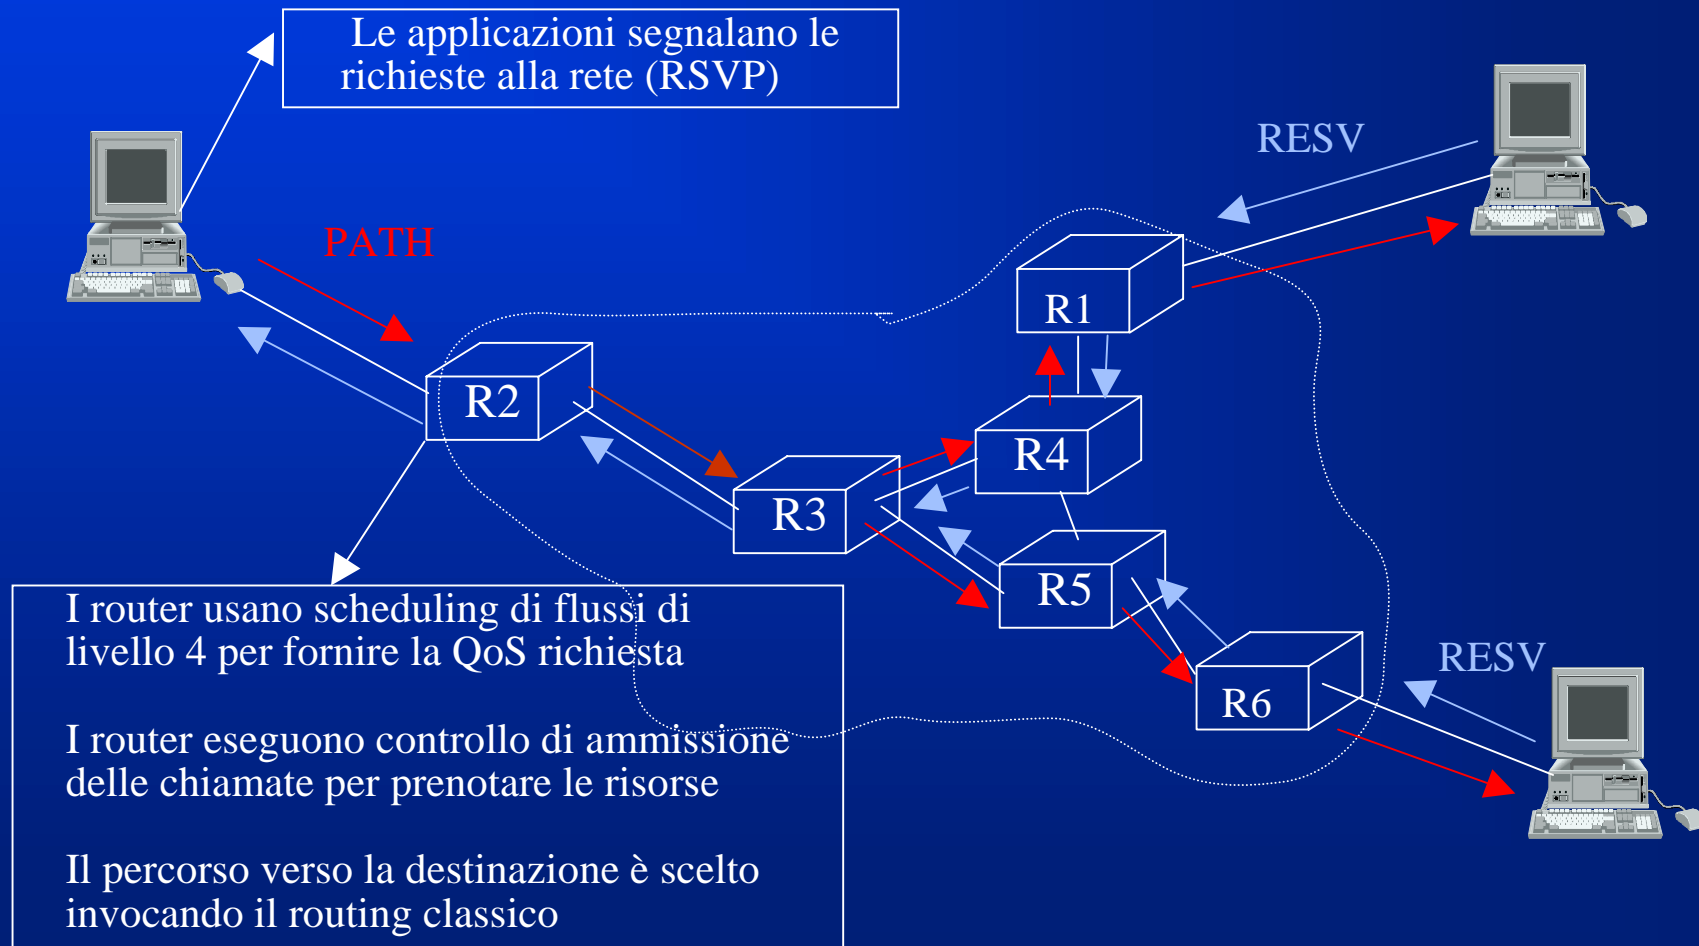 Le applicazioni segnalano le
richieste alla rete (RSVP)
RESV
PATH
R1
R2
R4
R3
R5
RESV
R6
I router usano scheduling di flussi di
livello 4 per fornire la QoS richiesta
I router eseguono controllo di ammissione
delle chiamate per prenotare le risorse
Il percorso verso la destinazione è scelto
invocando il routing classico